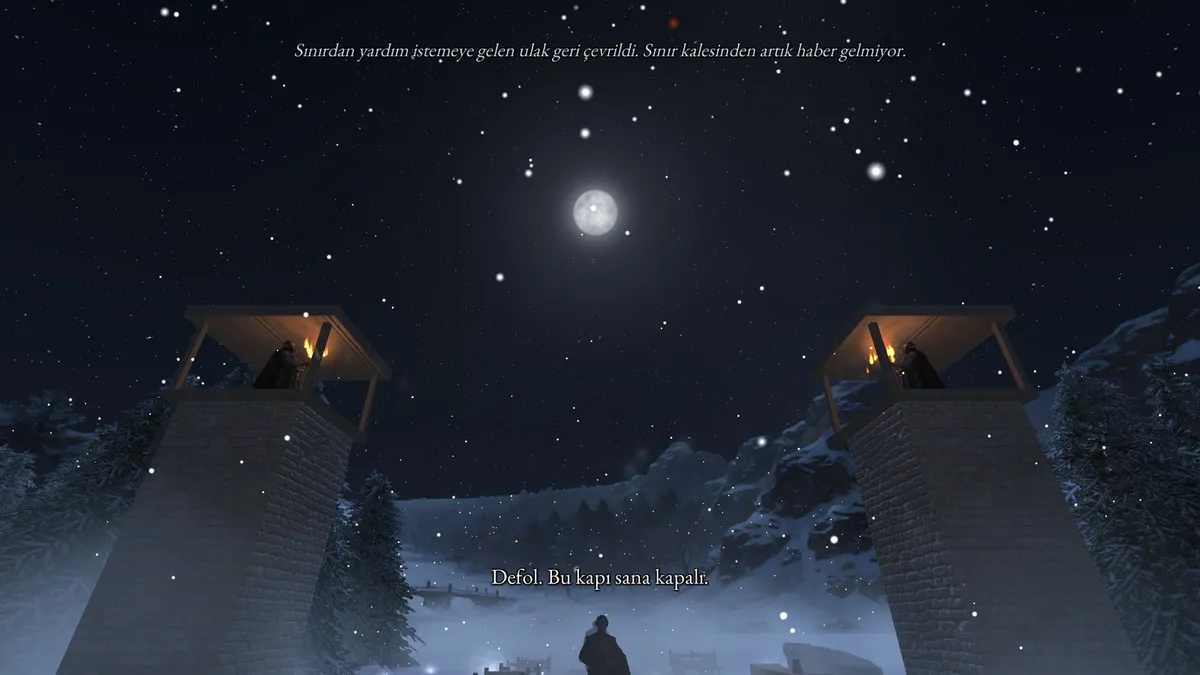 Sınırdan yardım istemeye gelen ulak geri çevrildi. Sınır kalesinden artık haber gelmiyor.
Defol. Bu kapı sana kapalı.